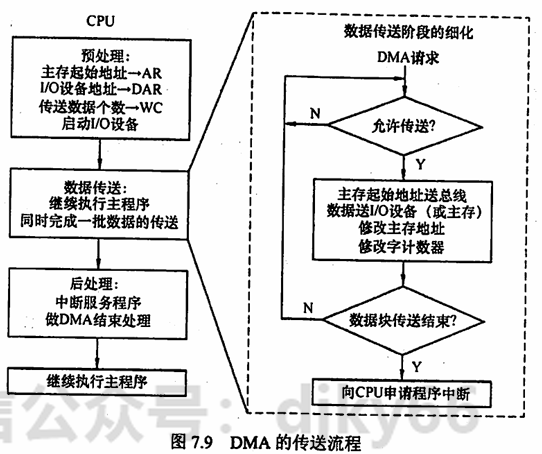 CPU
预处理：
主存起始地址→AR
I/O设备地址→DAR
传送数据个数→WC
启动I/O设备
数据传送：
继续执行主程序
同时完成一批数据的传送
后处理：
中断服务程序
做DMA结束处理
继续执行主程序
数据传送阶段的细化
DMA请求
允许传送？
N
Y
主存起始地址送总线
数据送I/O设备（或主存）
修改主存地址
修改字计数器
数据块传送结束？
N
Y
向CPU申请程序中断
信公众号：djky66
图 7.9 DMA 的传送流程